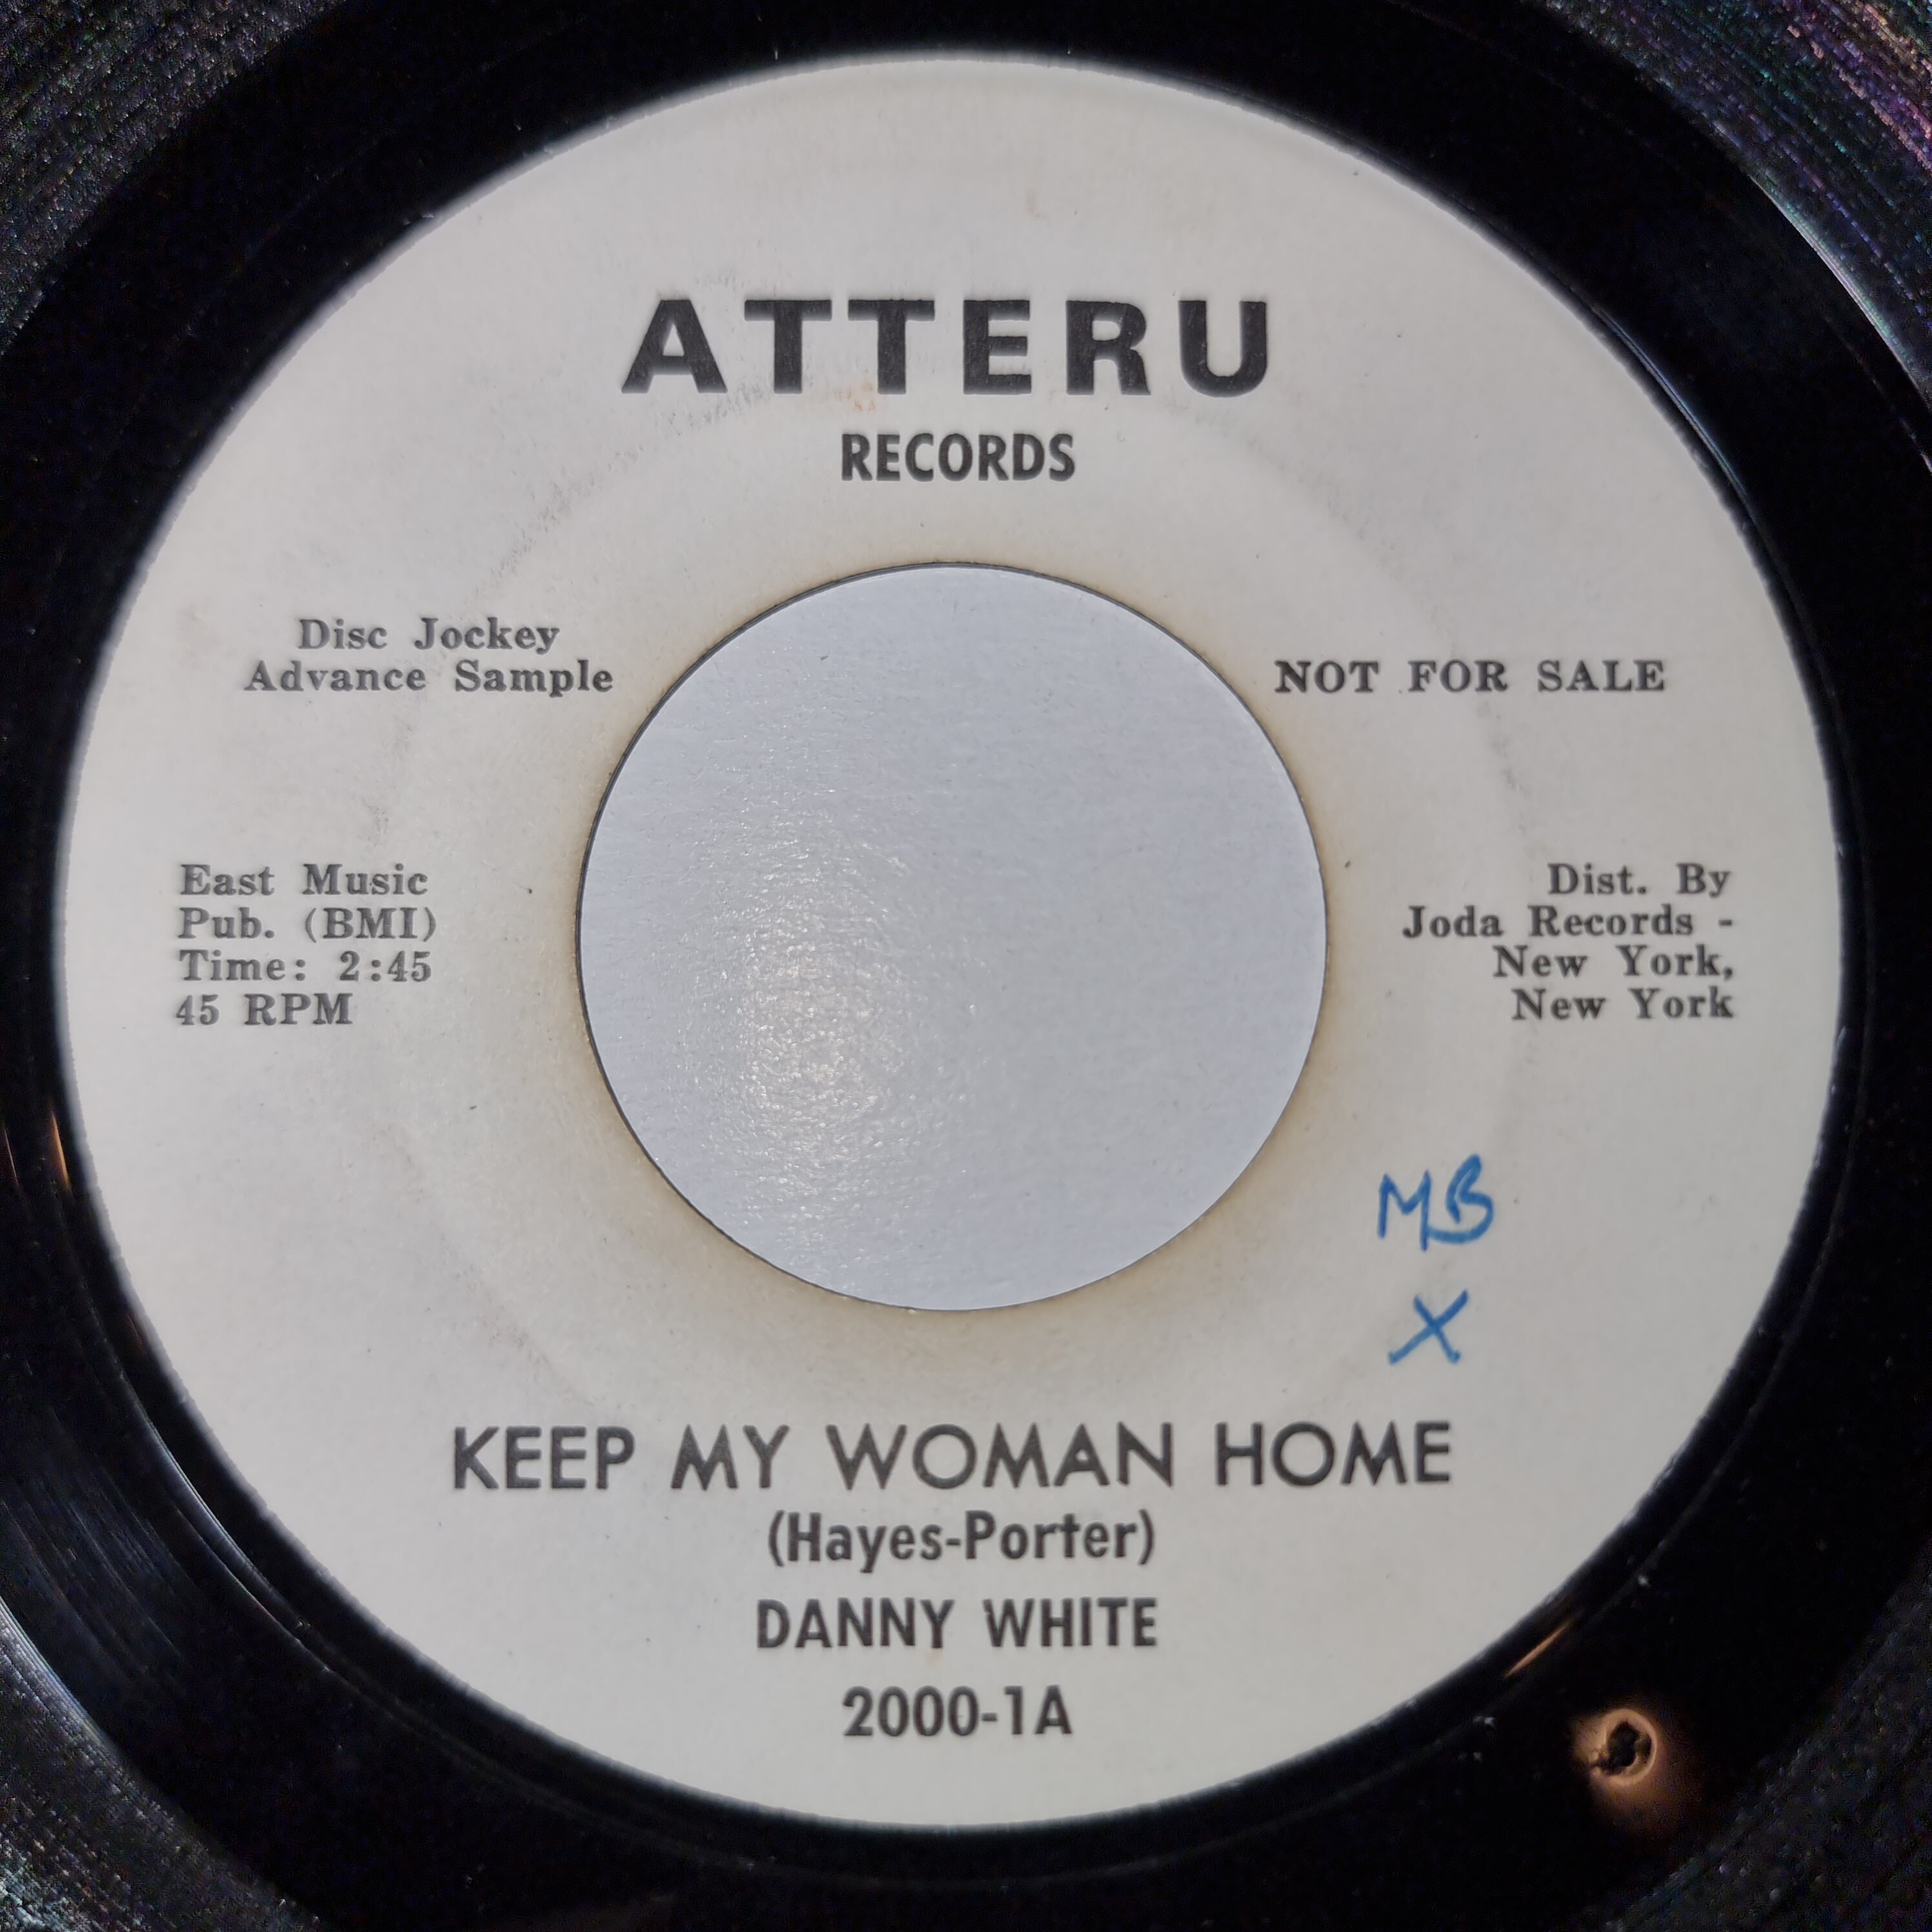 ATTERU
RECORDS
Disc Jockey
Advance Sample
NOT FOR SALE
East Music
Pub. (BMI)
Time: 2:45
45 RPM
Dist. By
Joda Records -
New York,
New York
MB
X
KEEP MY WOMAN HOME
(Hayes-Porter)
DANNY WHITE
2000-1A